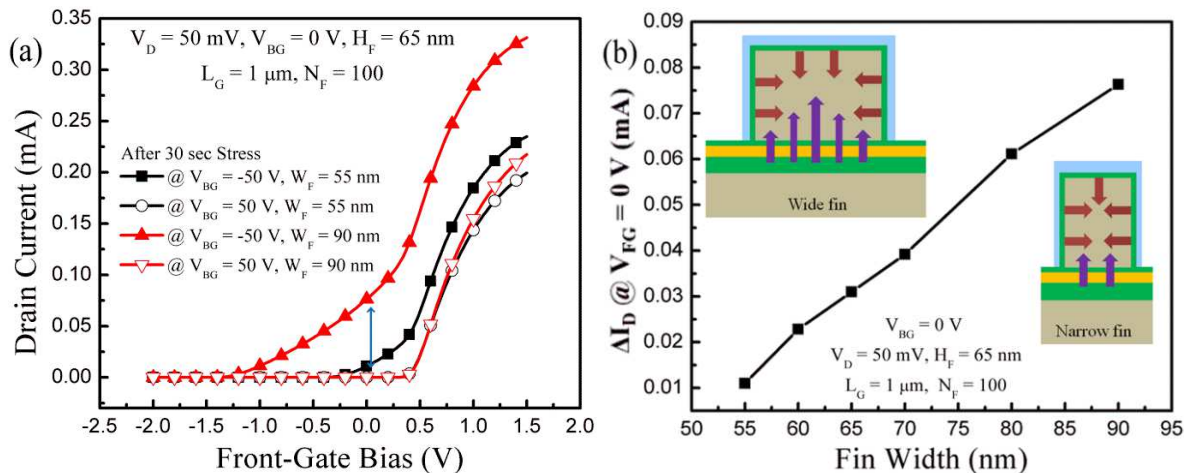 (a)
V_D = 50 mV, V_BG = 0 V, H_F = 65 nm
L_G = 1 μm, N_F = 100
After 30 sec Stress
@ V_BG = -50 V, W_F = 55 nm
@ V_BG = 50 V, W_F = 55 nm
@ V_BG = -50 V, W_F = 90 nm
@ V_BG = 50 V, W_F = 90 nm
Drain Current (mA)
0.35
0.30
0.25
0.20
0.15
0.10
0.05
0.00
-2.5 -2.0 -1.5 -1.0 -0.5 0.0 0.5 1.0 1.5 2.0
Front-Gate Bias (V)
(b)
ΔI_D @ V_FG = 0 V (mA)
0.09
0.08
0.07
0.06
0.05
0.04
0.03
0.02
0.01
Wide fin
Narrow fin
V_BG = 0 V
V_D = 50 mV, H_F = 65 nm
L_G = 1 μm, N_F = 100
50 55 60 65 70 75 80 85 90 95
Fin Width (nm)